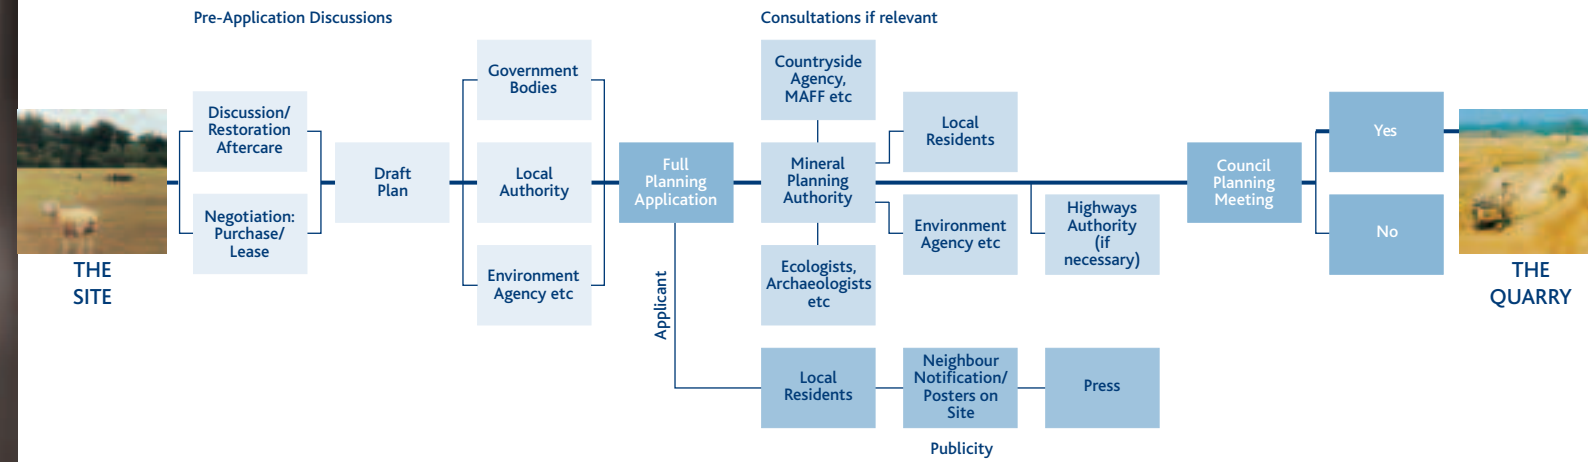 Pre-Application Discussions
Consultations if relevant
THE
SITE
Discussion/
Restoration
Aftercare
Negotiation:
Purchase/
Lease
Draft
Plan
Government
Bodies
Local
Authority
Environment
Agency etc
Full
Planning
Application
Applicant
Countryside
Agency,
MAFF etc
Mineral
Planning
Authority
Ecologists,
Archaeologists
etc
Local
Residents
Environment
Agency etc
Highways
Authority
(if
necessary)
Local
Residents
Neighbour
Notification/
Posters on
Site
Press
Publicity
Council
Planning
Meeting
Yes
No
THE
QUARRY